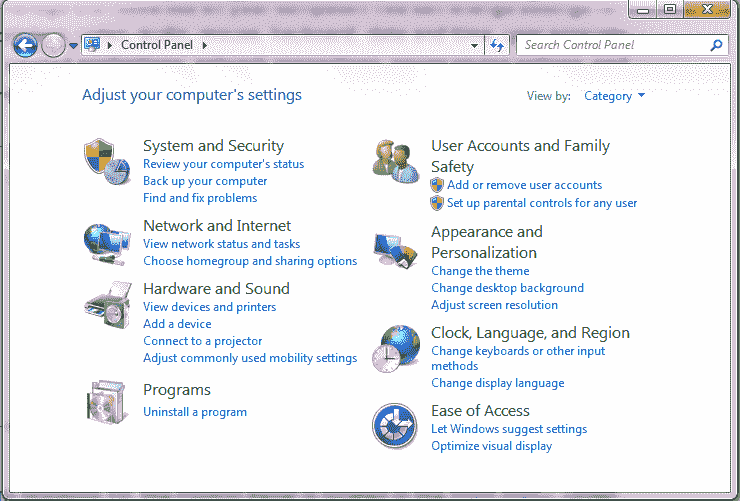 Control Panel
Search Control Panel
Adjust your computer's settings
View by: Category
System and Security
Review your computer's status
Back up your computer
Find and fix problems
Network and Internet
View network status and tasks
Choose homegroup and sharing options
Hardware and Sound
View devices and printers
Add a device
Connect to a projector
Adjust commonly used mobility settings
Programs
Uninstall a program
User Accounts and Family
Safety
Add or remove user accounts
Set up parental controls for any user
Appearance and
Personalization
Change the theme
Change desktop background
Adjust screen resolution
Clock, Language, and Region
Change keyboards or other input
methods
Change display language
Ease of Access
Let Windows suggest settings
Optimize visual display